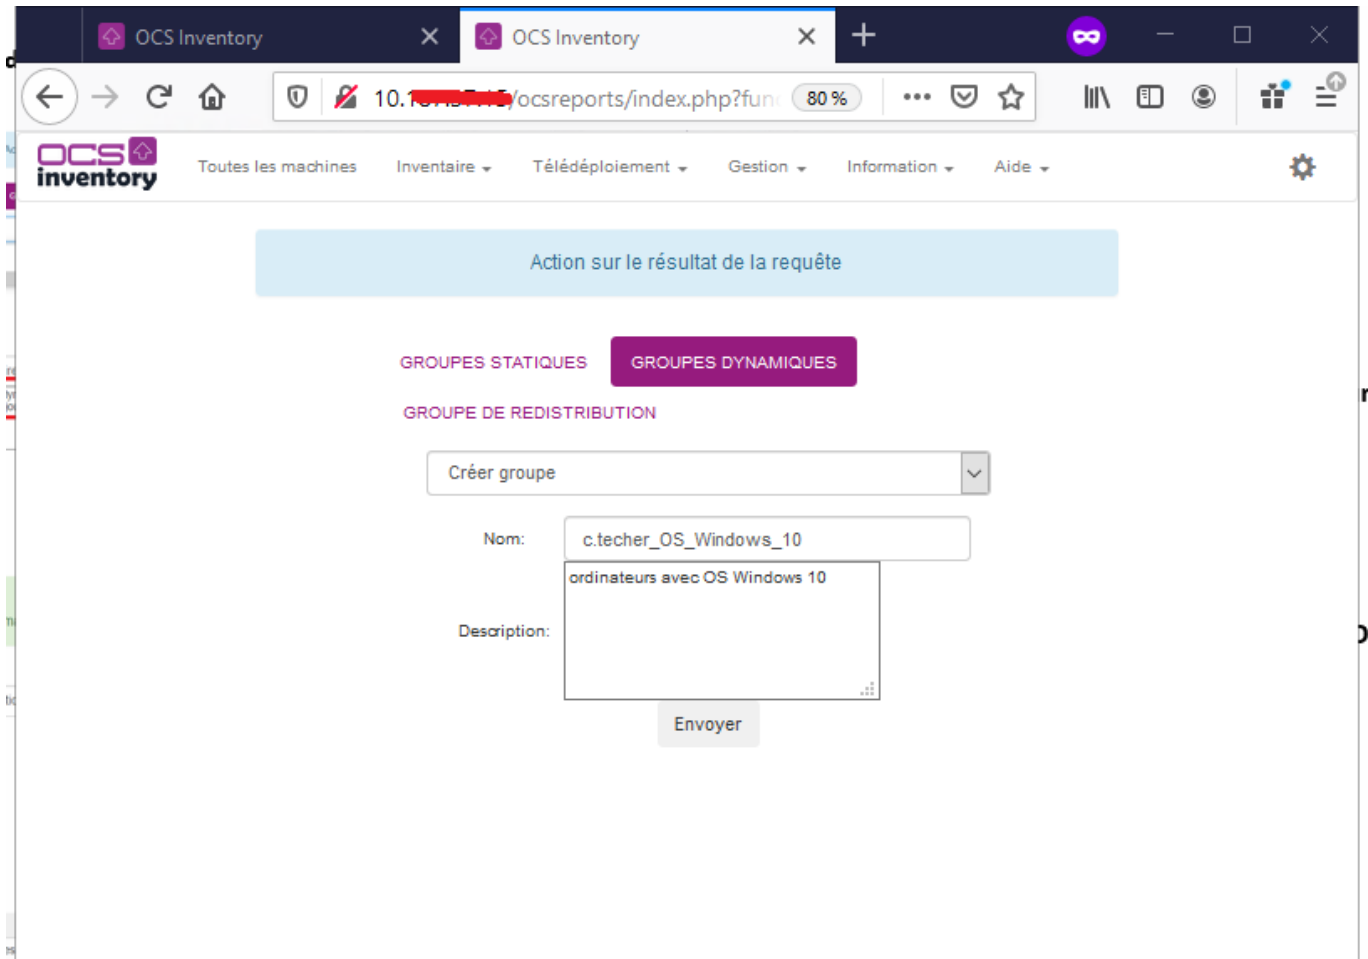 OCS Inventory
OCS Inventory
/ocsreports/index.php?fun
80 %
OCS
inventory
Toutes les machines
Inventaire
Télédéploiement
Gestion
Information
Aide
Action sur le résultat de la requête
GROUPES STATIQUES
GROUPES DYNAMIQUES
GROUPE DE REDISTRIBUTION
Créer groupe
Nom:
c.techer_OS_Windows_10
ordinateurs avec OS Windows 10
Description:
Envoyer